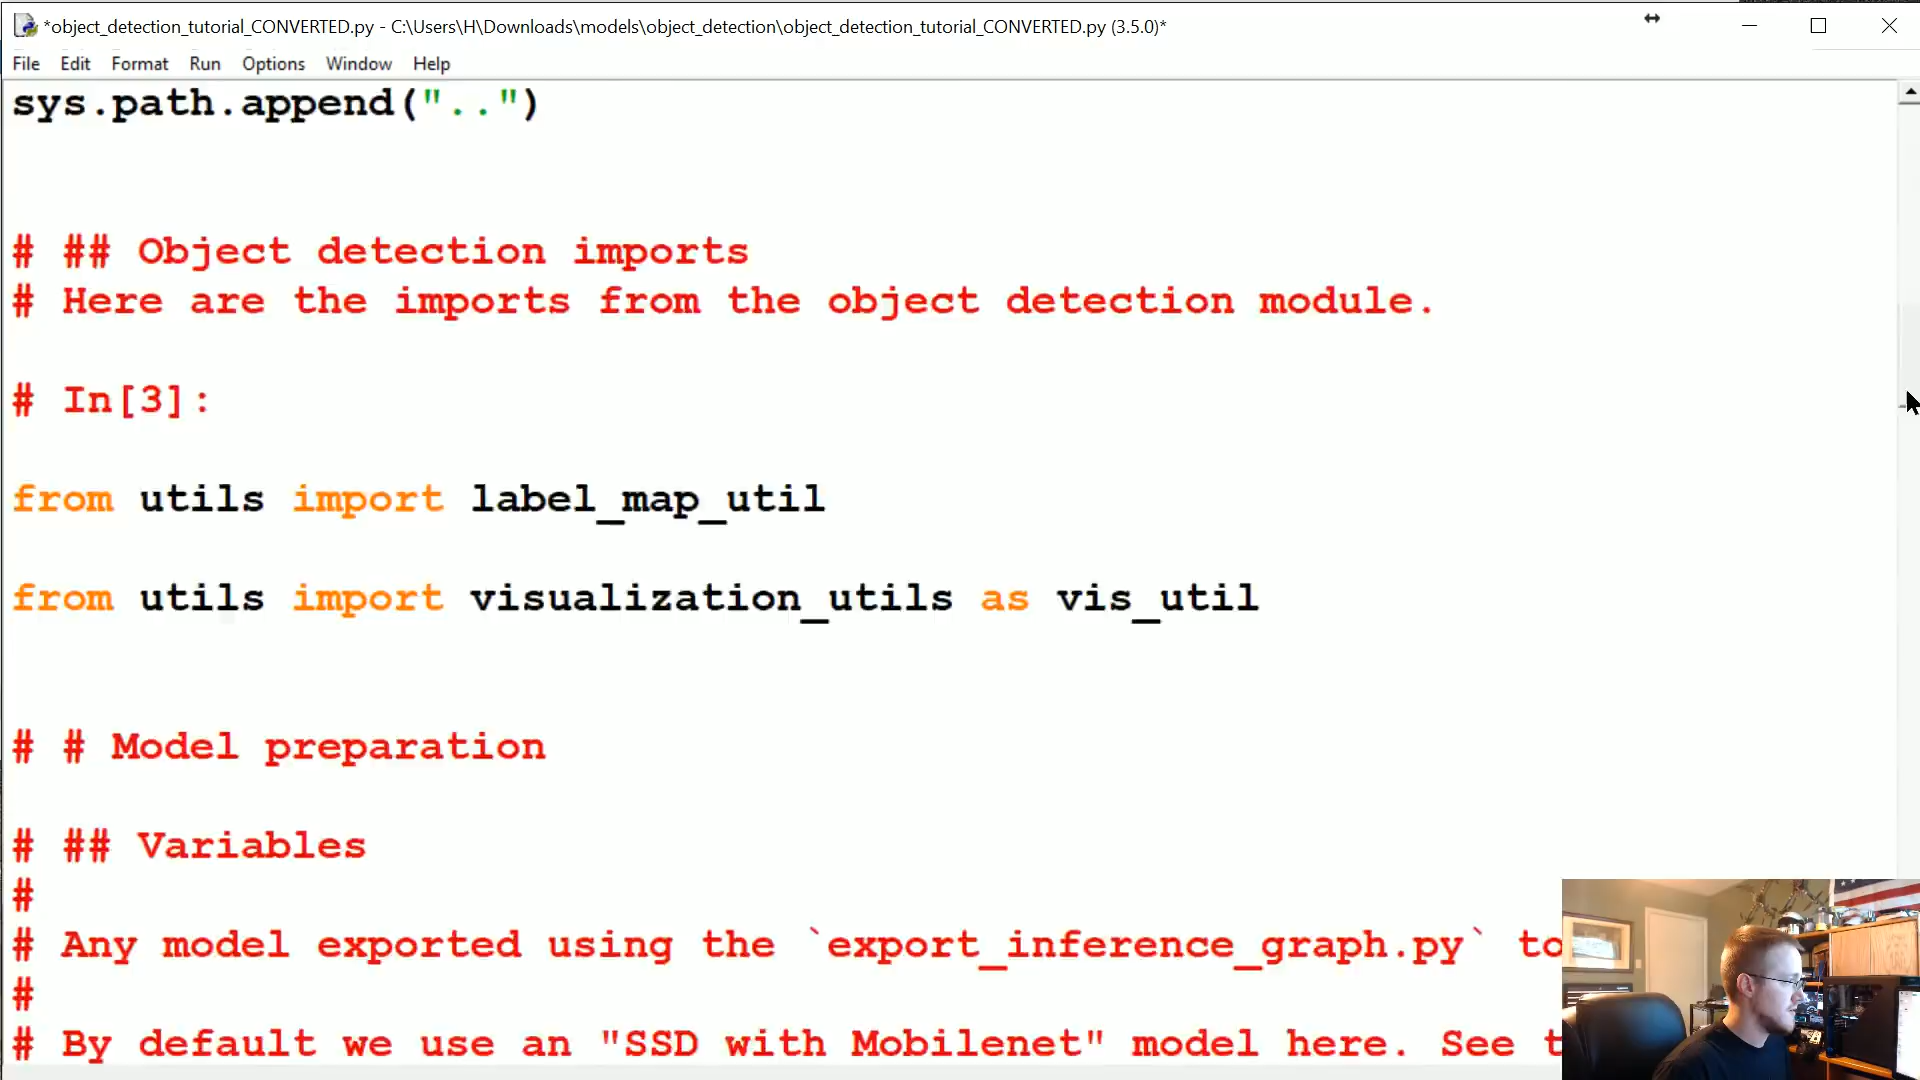 *object_detection_tutorial_CONVERTED.py - C:\Users\H\Downloads\models\object_detection\object_detection_tutorial_CONVERTED.py (3.5.0)*
File Edit Format Run Options Window Help
sys.path.append("..")
# ## Object detection imports
# Here are the imports from the object detection module.
# In[3]:
from utils import label_map_util
from utils import visualization_utils as vis_util
# # Model preparation
# ## Variables
#
# Any model exported using the `export_inference_graph.py` to
#
# By default we use an "SSD with Mobilenet" model here. See t